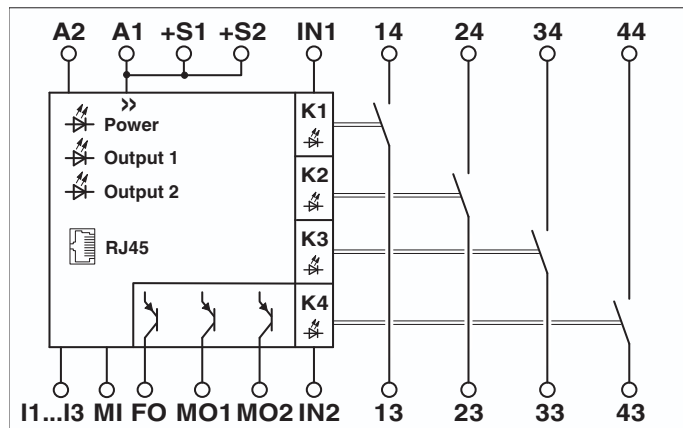 A2 A1 +S1 +S2 IN1 14 24 34 44
»
Power
Output 1
Output 2
RJ45
K1
K2
K3
K4
I1...I3 MI FO MO1 MO2 IN2 13 23 33 43